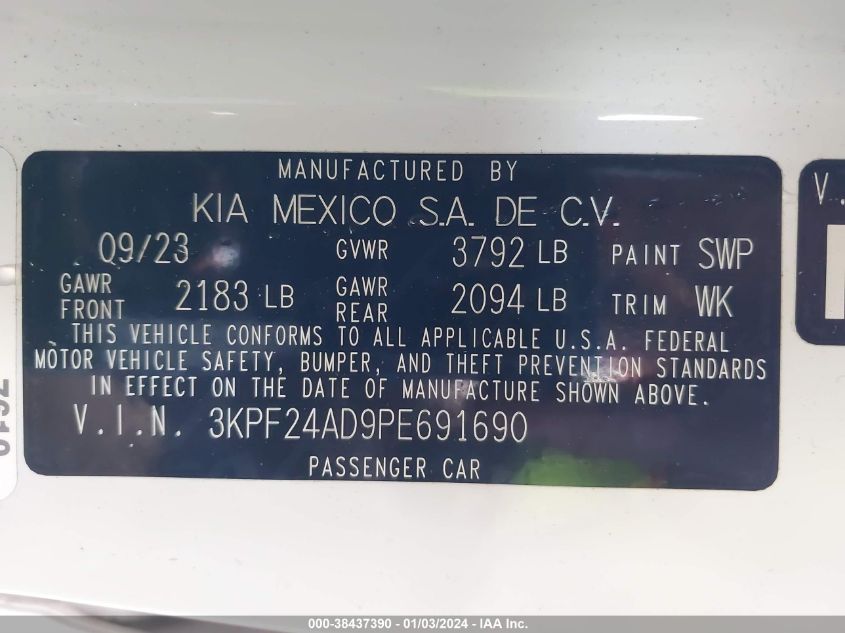 MANUFACTURED BY
KIA MEXICO S.A. DE C.V.
09/23 GVWR 3792 LB PAINT SWP
GAWR FRONT 2183 LB GAWR REAR 2094 LB TRIM WK
THIS VEHICLE CONFORMS TO ALL APPLICABLE U.S.A. FEDERAL
MOTOR VEHICLE SAFETY, BUMPER, AND THEFT PREVENTION STANDARDS
IN EFFECT ON THE DATE OF MANUFACTURE SHOWN ABOVE.
V.I.N. 3KPF24AD9PE691690
PASSENGER CAR
V.
000-38437390 - 01/03/2024 - IAA Inc.